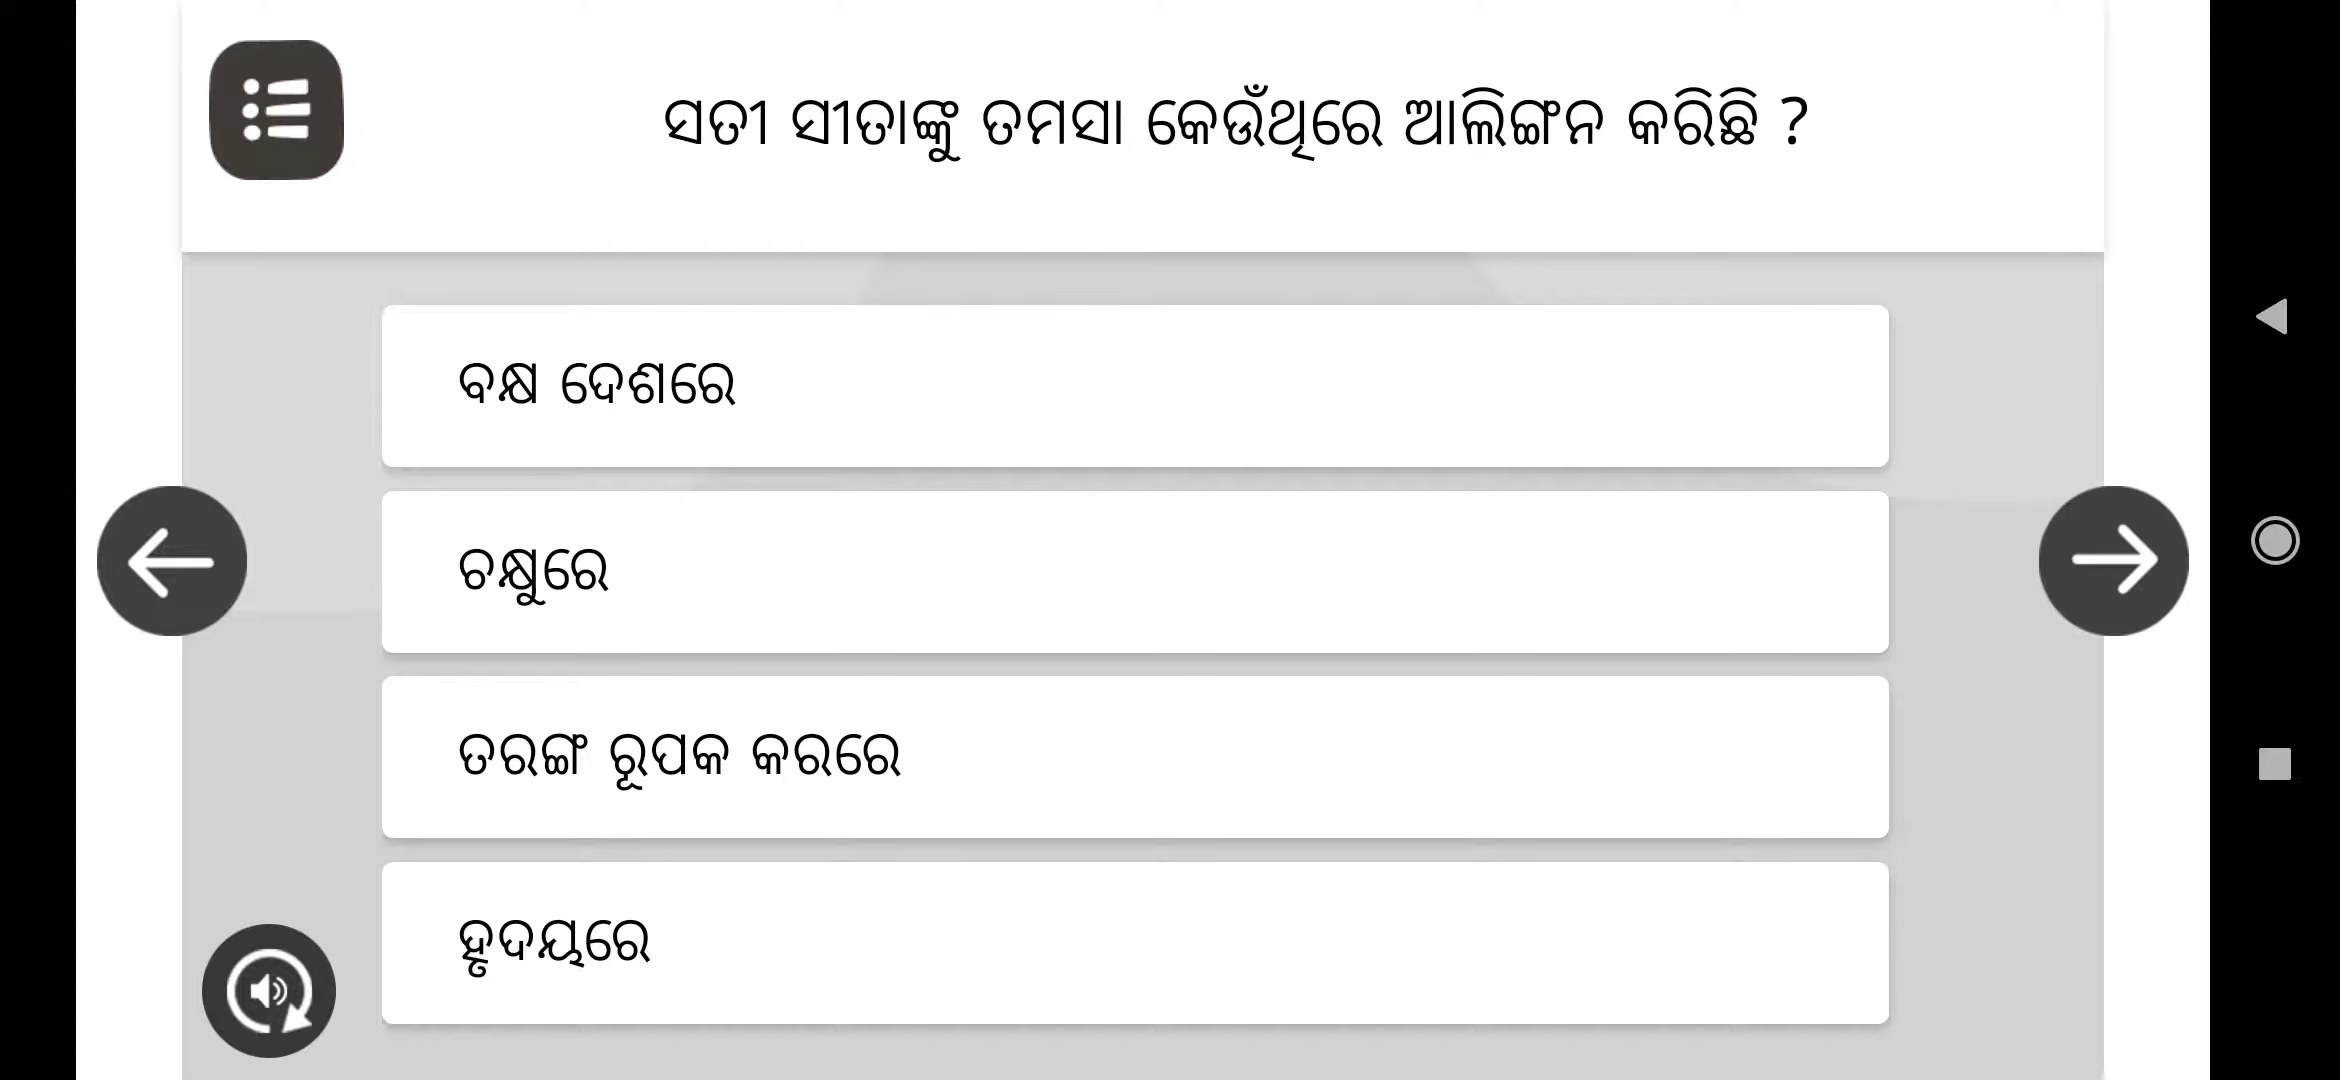 ସତୀ ସୀତାଙ୍କୁ ତମସା କେଉଁଥିରେ ଆଲିଙ୍ଗନ କରିଛି ?
ବକ୍ଷ ଦେଶରେ
ଚକ୍ଷୁରେ
ତରଙ୍ଗ ରୂପକ କରରେ
ହୃଦୟରେ